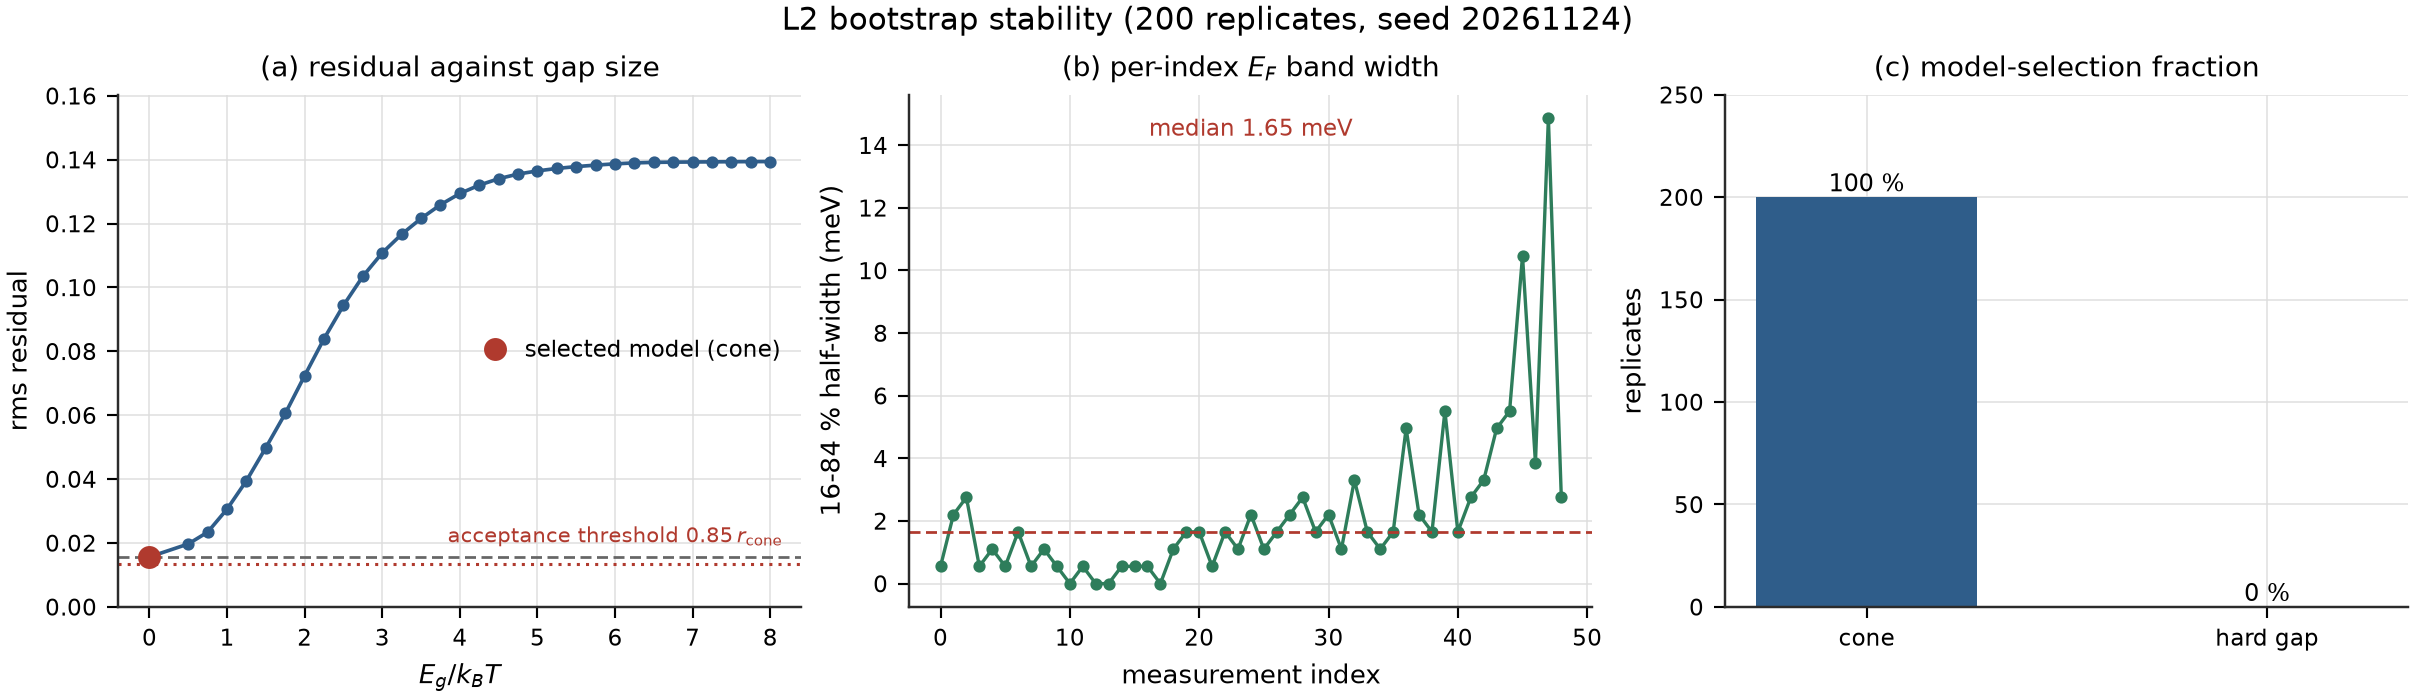 L2 bootstrap stability (200 replicates, seed 20261124)
(a) residual against gap size
0.16
0.14
0.12
0.10
0.08
0.06
0.04
0.02
0.00
rms residual
selected model (cone)
acceptance threshold 0.85 r_cone
0 1 2 3 4 5 6 7 8
E_g/k_BT
(b) per-index E_F band width
median 1.65 meV
14
12
10
8
6
4
2
0
16-84 % half-width (meV)
0 10 20 30 40 50
measurement index
(c) model-selection fraction
250
200
150
100
50
0
replicates
100 %
0 %
cone hard gap